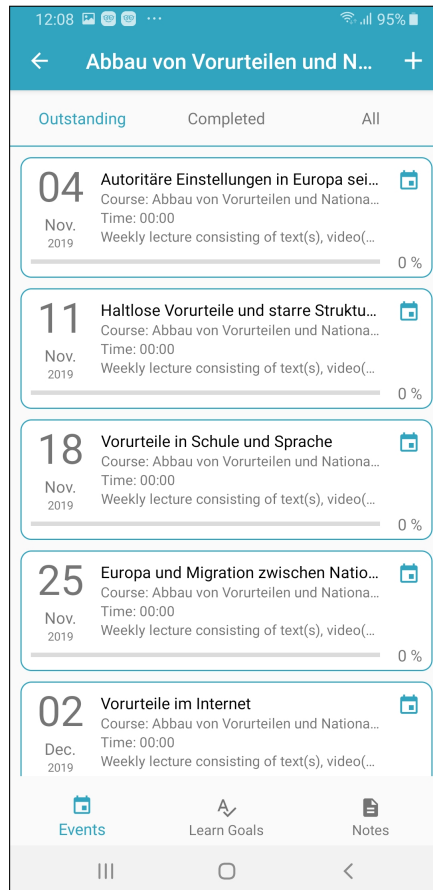 12:08 ... 95%
Abbau von Vorurteilen und N...
Outstanding Completed All
04 Nov. 2019
Autoritäre Einstellungen in Europa sei...
Course: Abbau von Vorurteilen und Nationa...
Time: 00:00
Weekly lecture consisting of text(s), video(...
0 %
11 Nov. 2019
Haltlose Vorurteile und starre Struktu...
Course: Abbau von Vorurteilen und Nationa...
Time: 00:00
Weekly lecture consisting of text(s), video(...
0 %
18 Nov. 2019
Vorurteile in Schule und Sprache
Course: Abbau von Vorurteilen und Nationa...
Time: 00:00
Weekly lecture consisting of text(s), video(...
0 %
25 Nov. 2019
Europa und Migration zwischen Natio...
Course: Abbau von Vorurteilen und Nationa...
Time: 00:00
Weekly lecture consisting of text(s), video(...
0 %
02 Dec. 2019
Vorurteile im Internet
Course: Abbau von Vorurteilen und Nationa...
Time: 00:00
Weekly lecture consisting of text(s), video(...
Events Learn Goals Notes